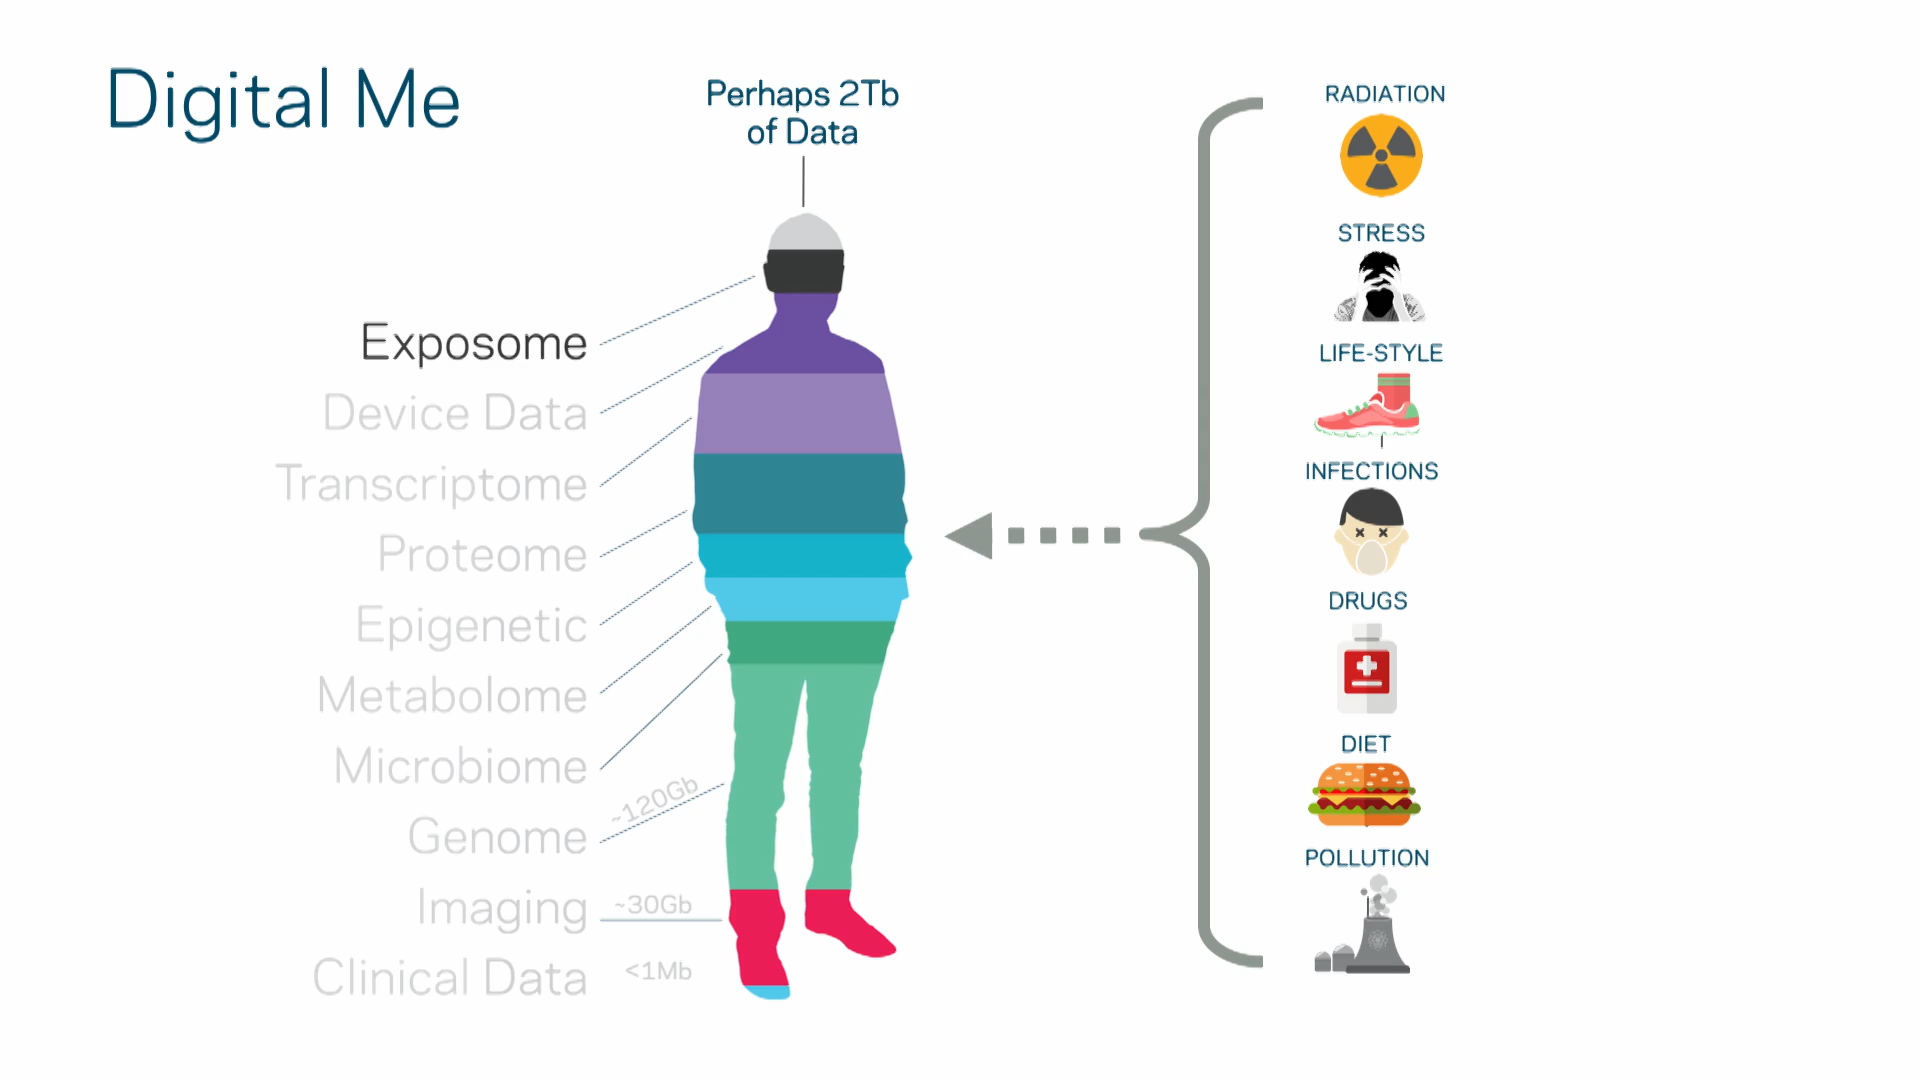 Digital Me
Perhaps 2Tb
of Data
Exposome
Device Data
Transcriptome
Proteome
Epigenetic
Metabolome
Microbiome
~120Gb
Genome
Imaging
~30Gb
Clinical Data
<1Mb
RADIATION
STRESS
LIFE-STYLE
INFECTIONS
DRUGS
DIET
POLLUTION